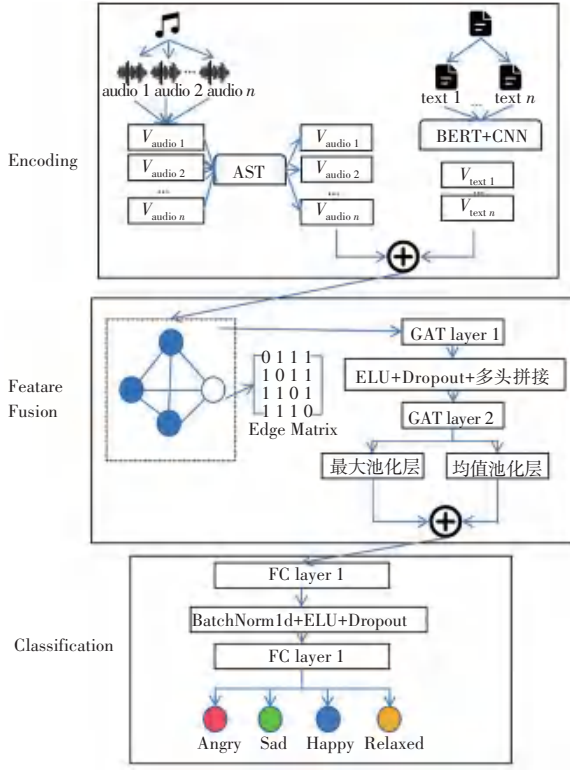 audio 1 audio 2 ... audio n
text 1 ... text n
Encoding
V audio 1
V audio 2
...
V audio n
AST
V audio 1
V audio 2
...
V audio n
BERT+CNN
V text 1
...
V text n
Featare
Fusion
0 1 1 1
1 0 1 1
1 1 0 1
1 1 1 0
Edge Matrix
GAT layer 1
ELU+Dropout+多头拼接
GAT layer 2
最大池化层
均值池化层
Classification
FC layer 1
BatchNorm1d+ELU+Dropout
FC layer 1
Angry Sad Happy Relaxed